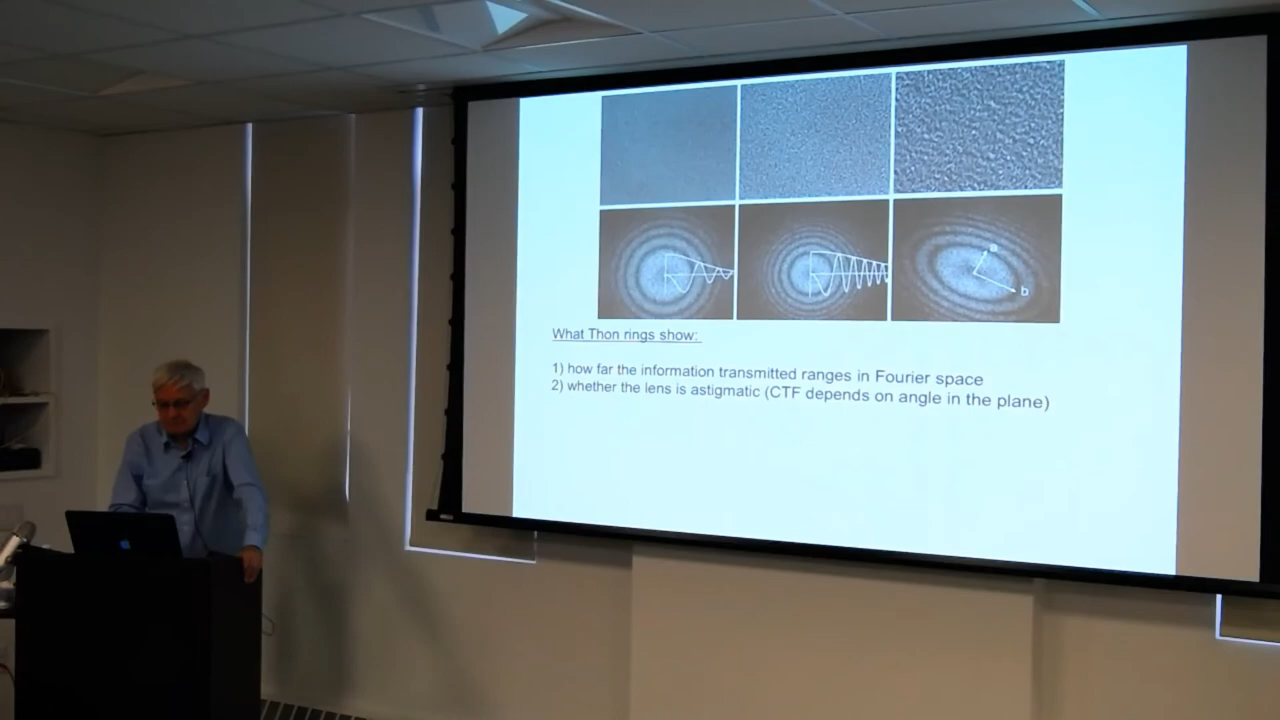 a
b
What Thon rings show:
1) how far the information transmitted ranges in Fourier space
2) whether the lens is astigmatic (CTF depends on angle in the plane)